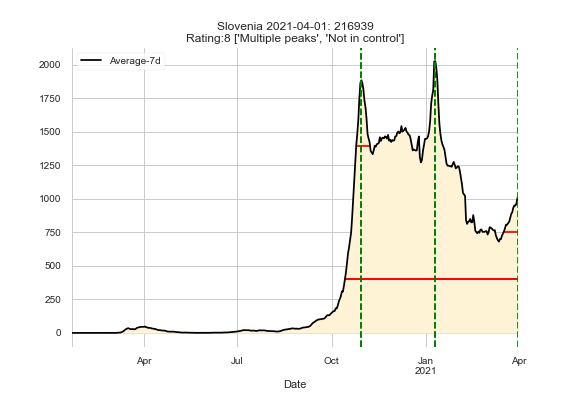 Slovenia 2021-04-01: 216939
Rating:8 ['Multiple peaks', 'Not in control']
Average-7d
2000
1750
1500
1250
1000
750
500
250
0
Apr
Jul
Oct
Jan
2021
Apr
Date